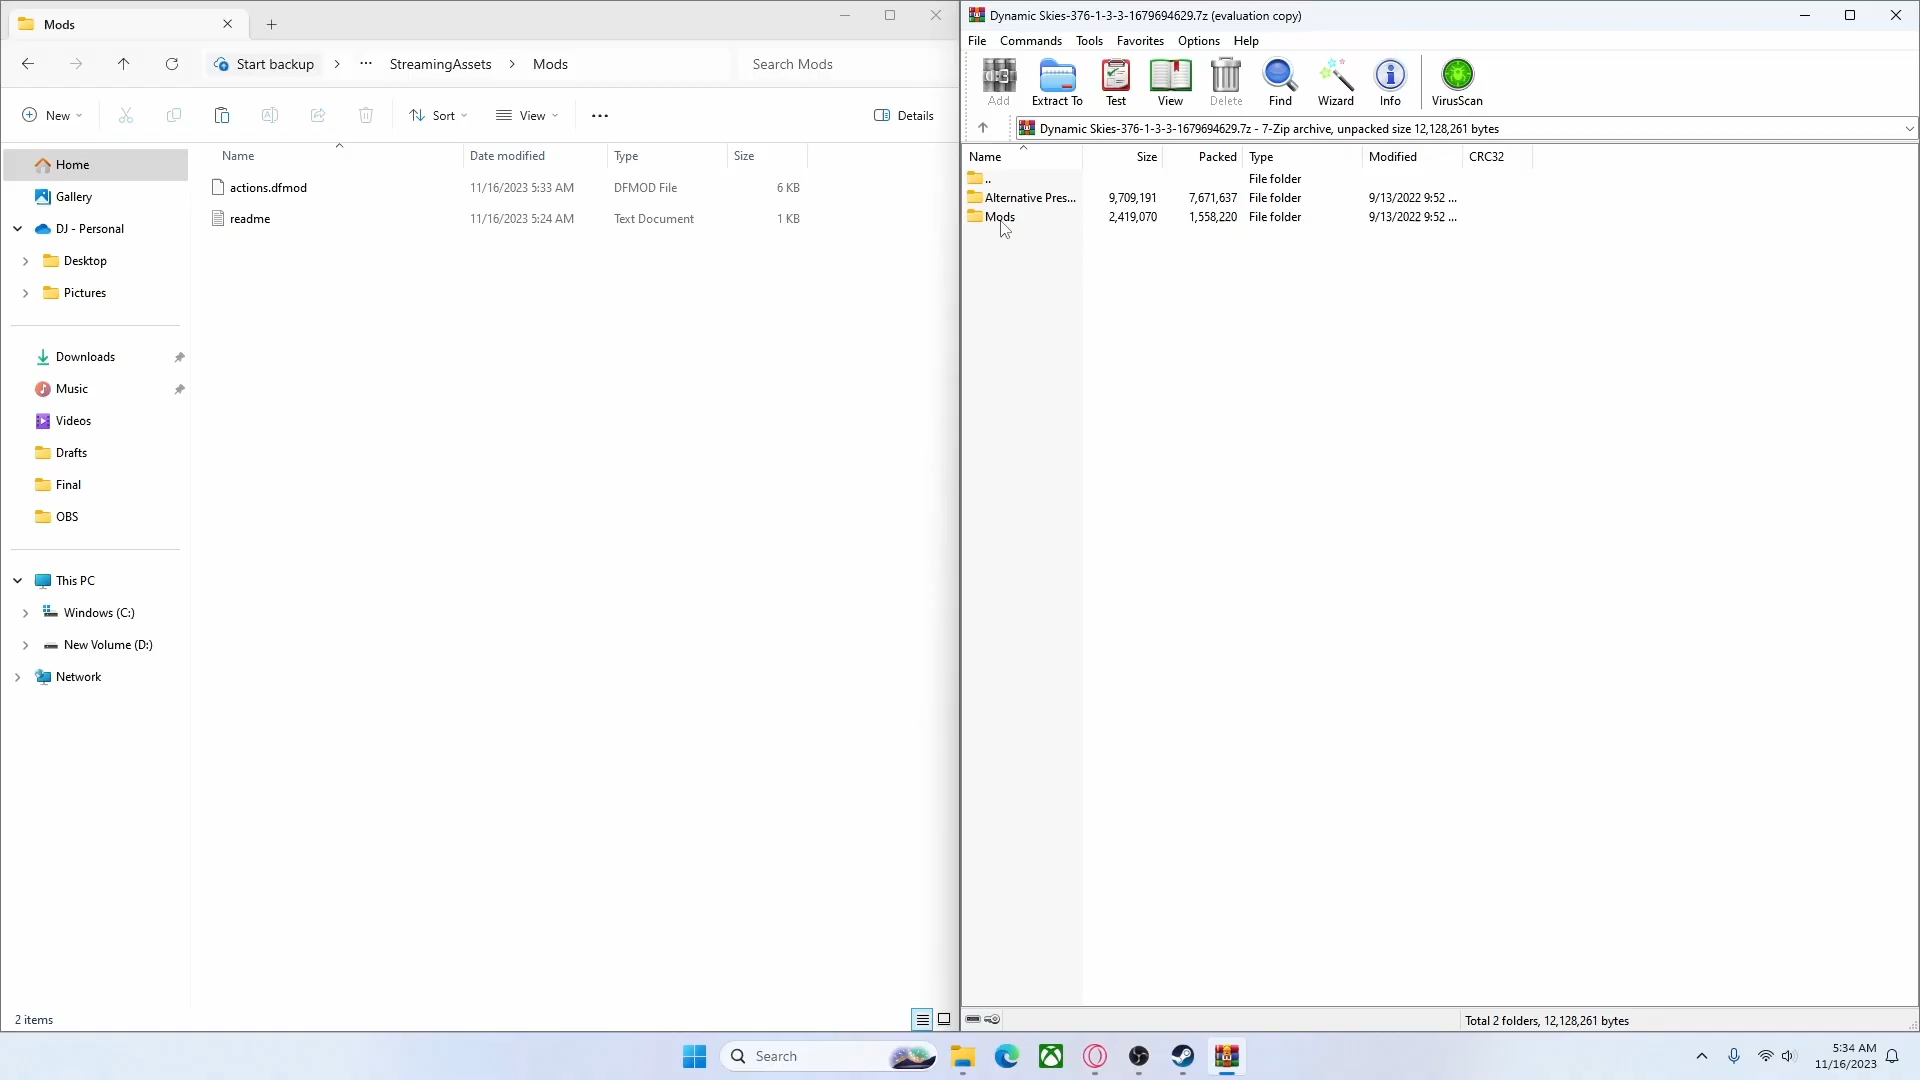 Mods
Start backup
StreamingAssets
Mods
Search Mods
New
Sort
View
Details
Home
Gallery
DJ - Personal
Desktop
Pictures
Downloads
Music
Videos
Drafts
Final
OBS
This PC
Windows (C:)
New Volume (D:)
Network
Name Date modified Type Size
actions.dfmod 11/16/2023 5:33 AM DFMOD File 6 KB
readme 11/16/2023 5:24 AM Text Document 1 KB
2 items
Dynamic Skies-376-1-3-3-1679694629.7z (evaluation copy)
File Commands Tools Favorites Options Help
Add Extract To Test View Delete Find Wizard Info VirusScan
Dynamic Skies-376-1-3-3-1679694629.7z - 7-Zip archive, unpacked size 12,128,261 bytes
Name Size Packed Type Modified CRC32
.. File folder
Alternative Pres... 9,709,191 7,671,637 File folder 9/13/2022 9:52 ...
Mods 2,419,070 1,558,220 File folder 9/13/2022 9:52 ...
Total 2 folders, 12,128,261 bytes
Search
5:34 AM
11/16/2023